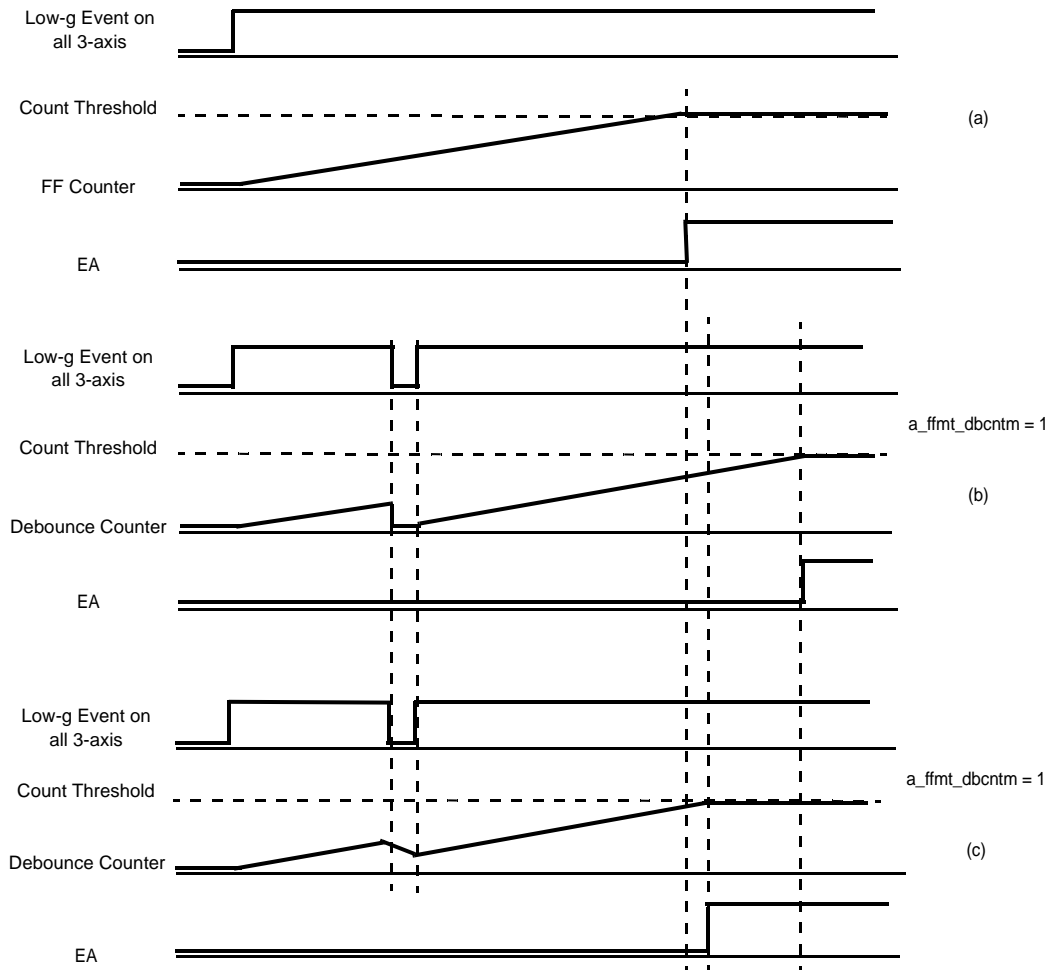 Low-g Event on
all 3-axis
Count Threshold
(a)
FF Counter
EA
Low-g Event on
all 3-axis
a_ffmt_dbcntm = 1
Count Threshold
(b)
Debounce Counter
EA
Low-g Event on
all 3-axis
a_ffmt_dbcntm = 1
Count Threshold
(c)
Debounce Counter
EA